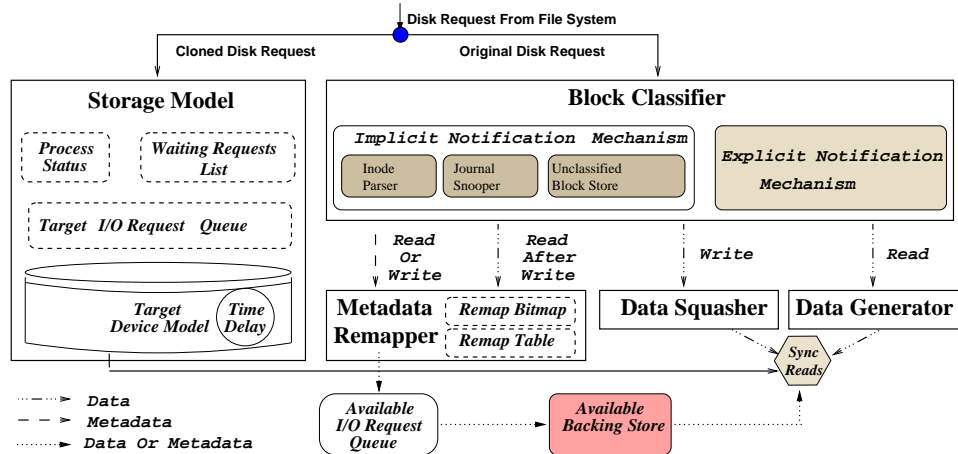 Disk Request From File System
Cloned Disk Request
Original Disk Request
Storage Model
Process
Status
Waiting Requests
List
Target I/O Request Queue
Target
Device Model
Time
Delay
Block Classifier
Implicit Notification Mechanism
Inode
Parser
Journal
Snooper
Unclassified
Block Store
Explicit Notification
Mechanism
Read
Or
Write
Read
After
Write
Write
Read
Metadata
Remapper
Remap Bitmap
Remap Table
Data Squasher
Data Generator
Sync
Reads
Data
Metadata
Data Or Metadata
Available
I/O Request
Queue
Available
Backing Store